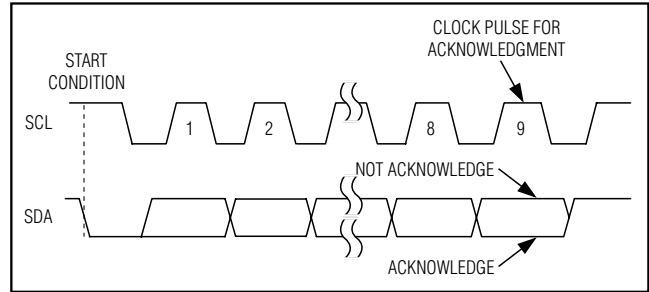 CLOCK PULSE FOR
ACKNOWLEDGMENT
START
CONDITION
SCL
1
2
8
9
NOT ACKNOWLEDGE
SDA
ACKNOWLEDGE